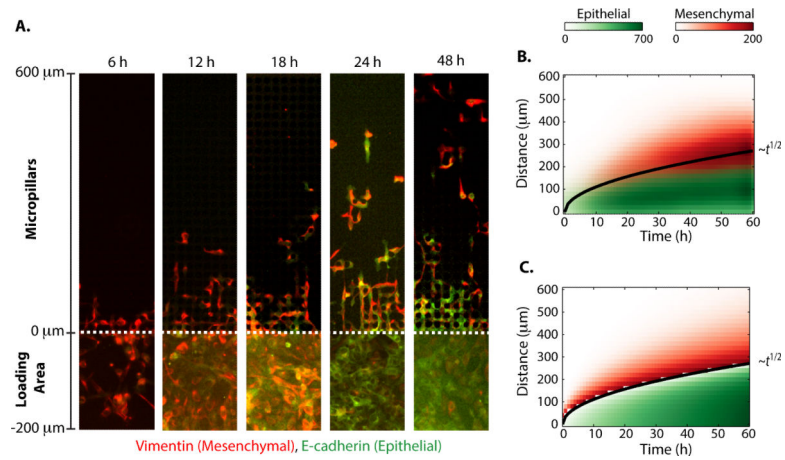 A.
6 h 12 h 18 h 24 h 48 h
600 μm
Micropillars
0 μm
Loading
Area
-200 μm
Vimentin (Mesenchymal), E-cadherin (Epithelial)
Epithelial Mesenchymal
0 700 0 200
B.
600
500
400
300
200
100
0
Distance (μm)
0 10 20 30 40 50 60
Time (h)
~t1/2
C.
600
500
400
300
200
100
0
Distance (μm)
0 10 20 30 40 50 60
Time (h)
~t1/2